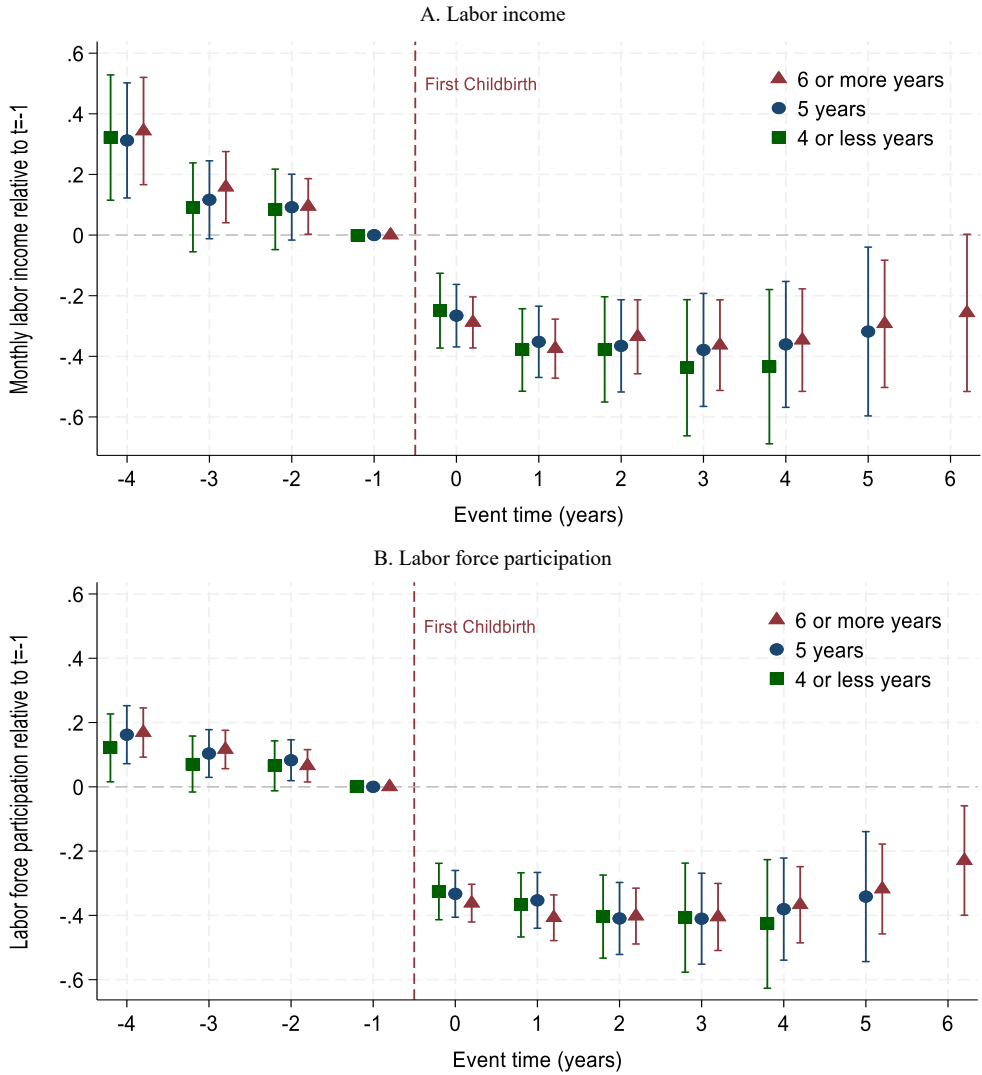 A. Labor income
Monthly labor income relative to t=-1
.6
.4
.2
0
-.2
-.4
-.6
First Childbirth
6 or more years
5 years
4 or less years
-4 -3 -2 -1 0 1 2 3 4 5 6
Event time (years)
B. Labor force participation
Labor force participation relative to t=-1
.6
.4
.2
0
-.2
-.4
-.6
First Childbirth
6 or more years
5 years
4 or less years
-4 -3 -2 -1 0 1 2 3 4 5 6
Event time (years)